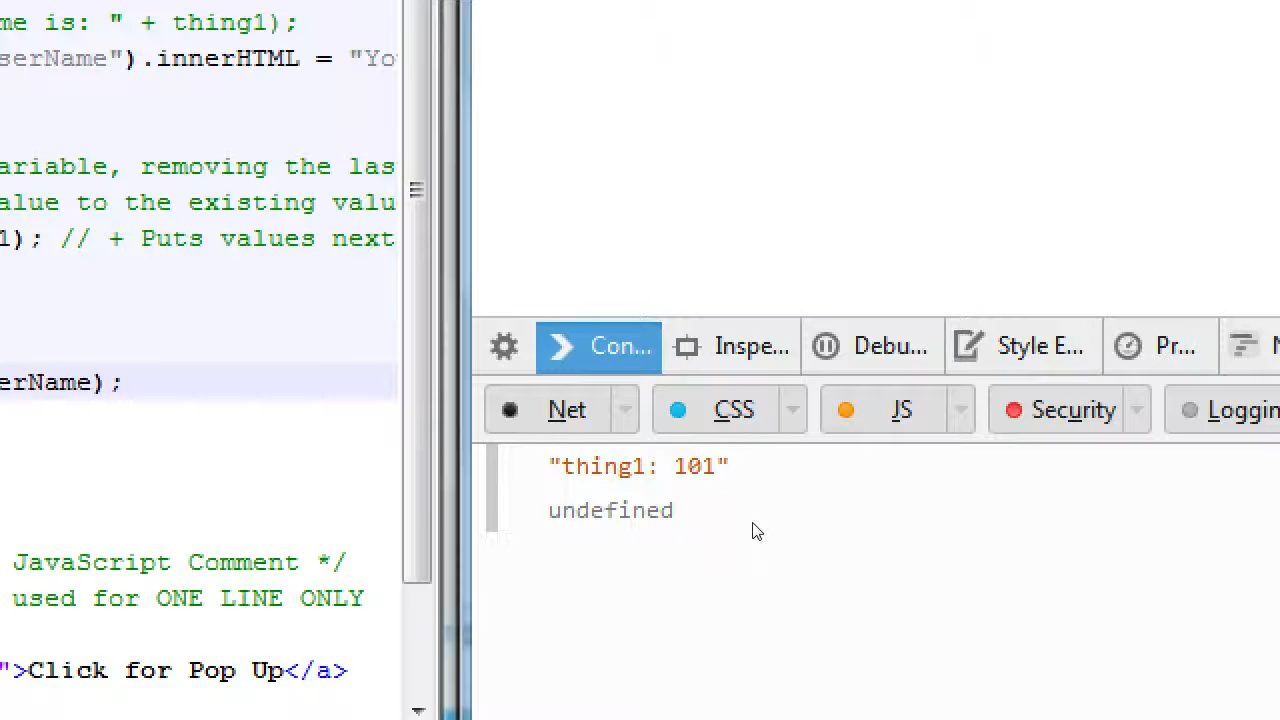 me is: " + thing1);
serName").innerHTML = "Yo
ariable, removing the las
alue to the existing valu
1); // + Puts values next
erName);
JavaScript Comment */
used for ONE LINE ONLY
">Click for Pop Up</a>
Con... Inspe... Debu... Style E... Pr... N
Net CSS JS Security Loggin
"thing1: 101"
undefined